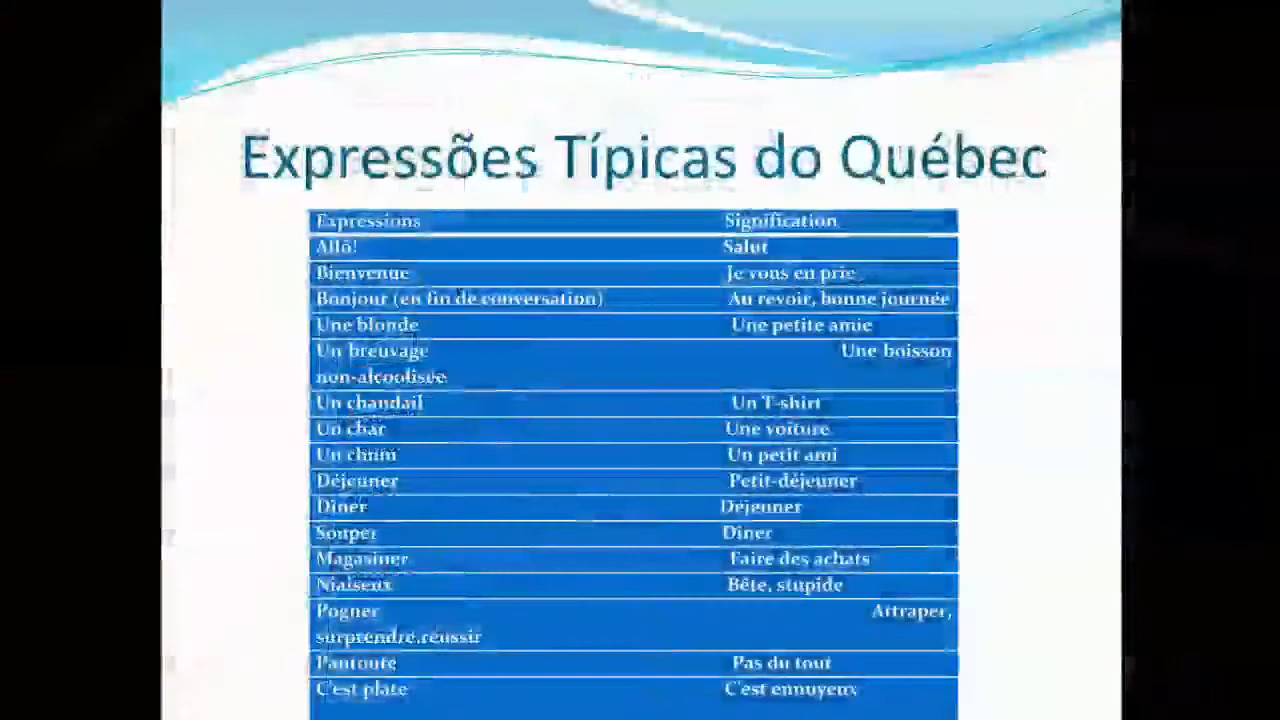 Expressões Típicas do Québec
Expressions Signification
Allô! Salut
Bienvenue Je vous en prie
Bonjour (en fin de conversation) Au revoir, bonne journée
Une blonde Une petite amie
Un breuvage Une boisson
non-alcoolisée
Un chandail Un T-shirt
Un char Une voiture
Un chum Un petit ami
Déjeuner Petit-déjeuner
Dîner Déjeuner
Souper Dîner
Magasiner Faire des achats
Niaiseux Bête, stupide
Pogner Attraper,
surprendre,réussir
Pantoute Pas du tout
C'est plate C'est ennuyeux